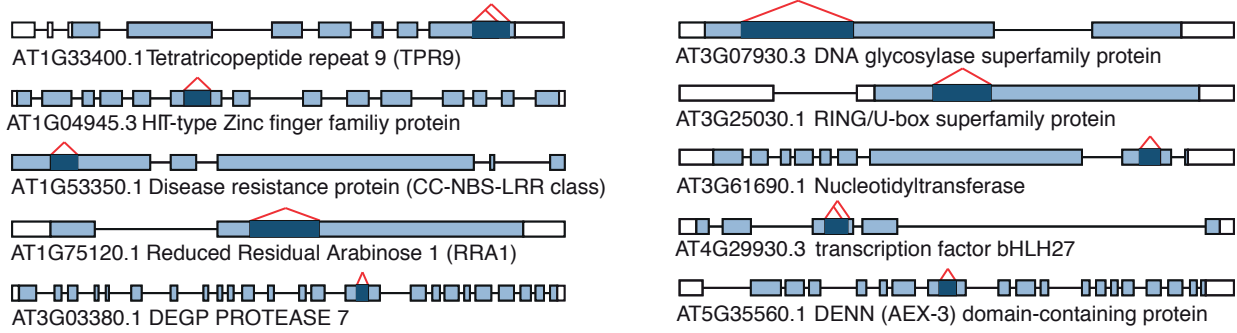 AT1G33400.1 Tetratricopeptide repeat 9 (TPR9)
AT1G04945.3 HIT-type Zinc finger familiy protein
AT1G53350.1 Disease resistance protein (CC-NBS-LRR class)
AT1G75120.1 Reduced Residual Arabinose 1 (RRA1)
AT3G03380.1 DEGP PROTEASE 7
AT3G07930.3 DNA glycosylase superfamily protein
AT3G25030.1 RING/U-box superfamily protein
AT3G61690.1 Nucleotidyltransferase
AT4G29930.3 transcription factor bHLH27
AT5G35560.1 DENN (AEX-3) domain-containing protein